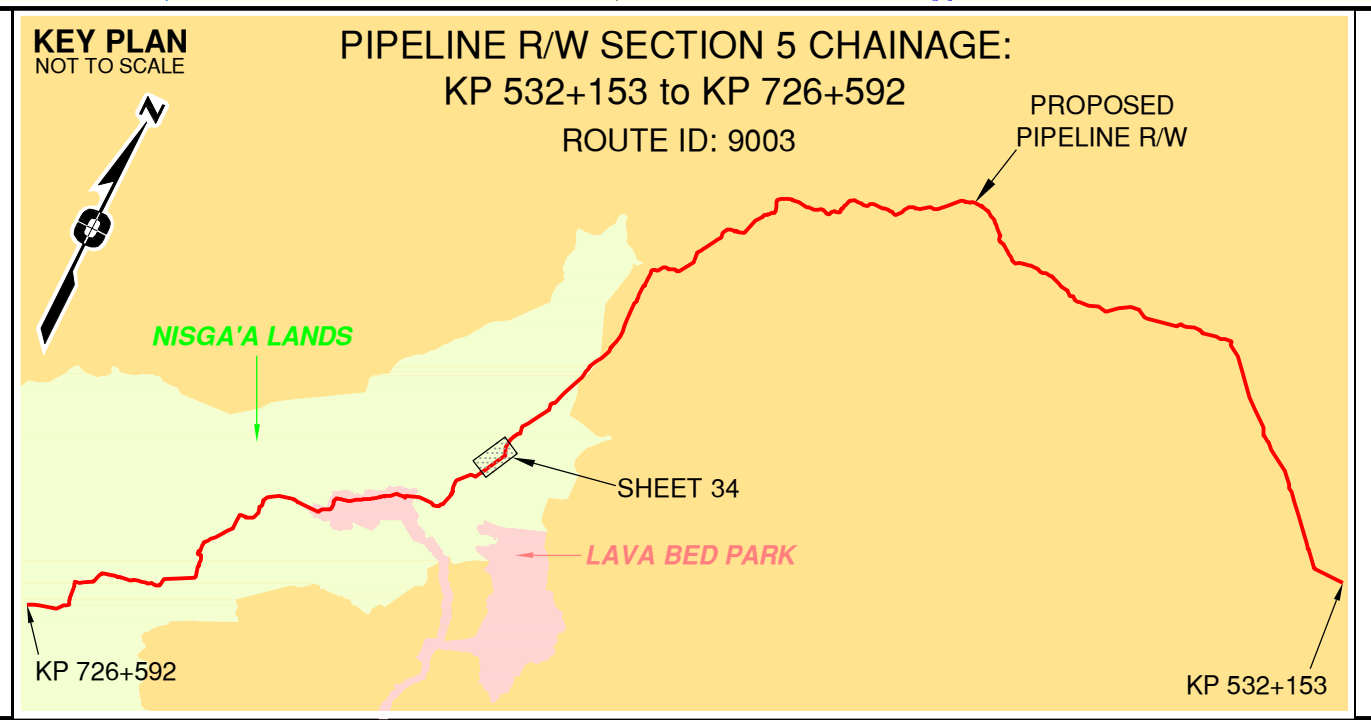 KEY PLAN
NOT TO SCALE
PIPELINE R/W SECTION 5 CHAINAGE:
KP 532+153 to KP 726+592
ROUTE ID: 9003
PROPOSED
PIPELINE R/W
N
NISGA'A LANDS
SHEET 34
LAVA BED PARK
KP 726+592
KP 532+153